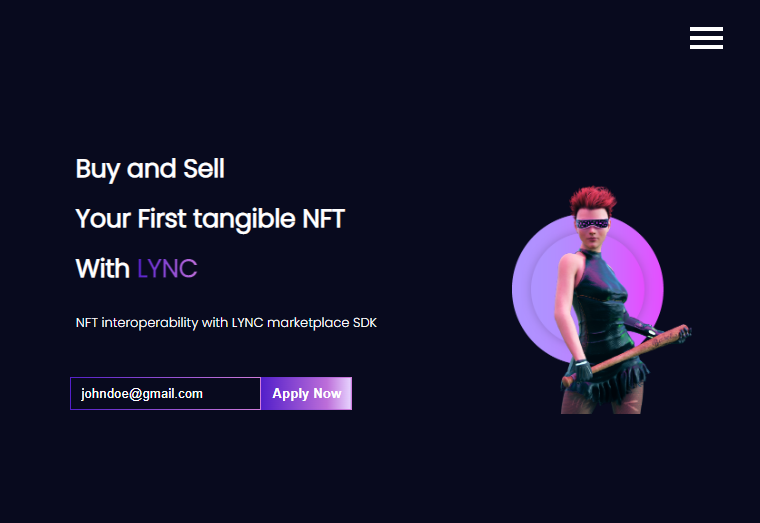 Buy and Sell
Your First tangible NFT
With LYNC
NFT interoperability with LYNC marketplace SDK
johndoe@gmail.com Apply Now